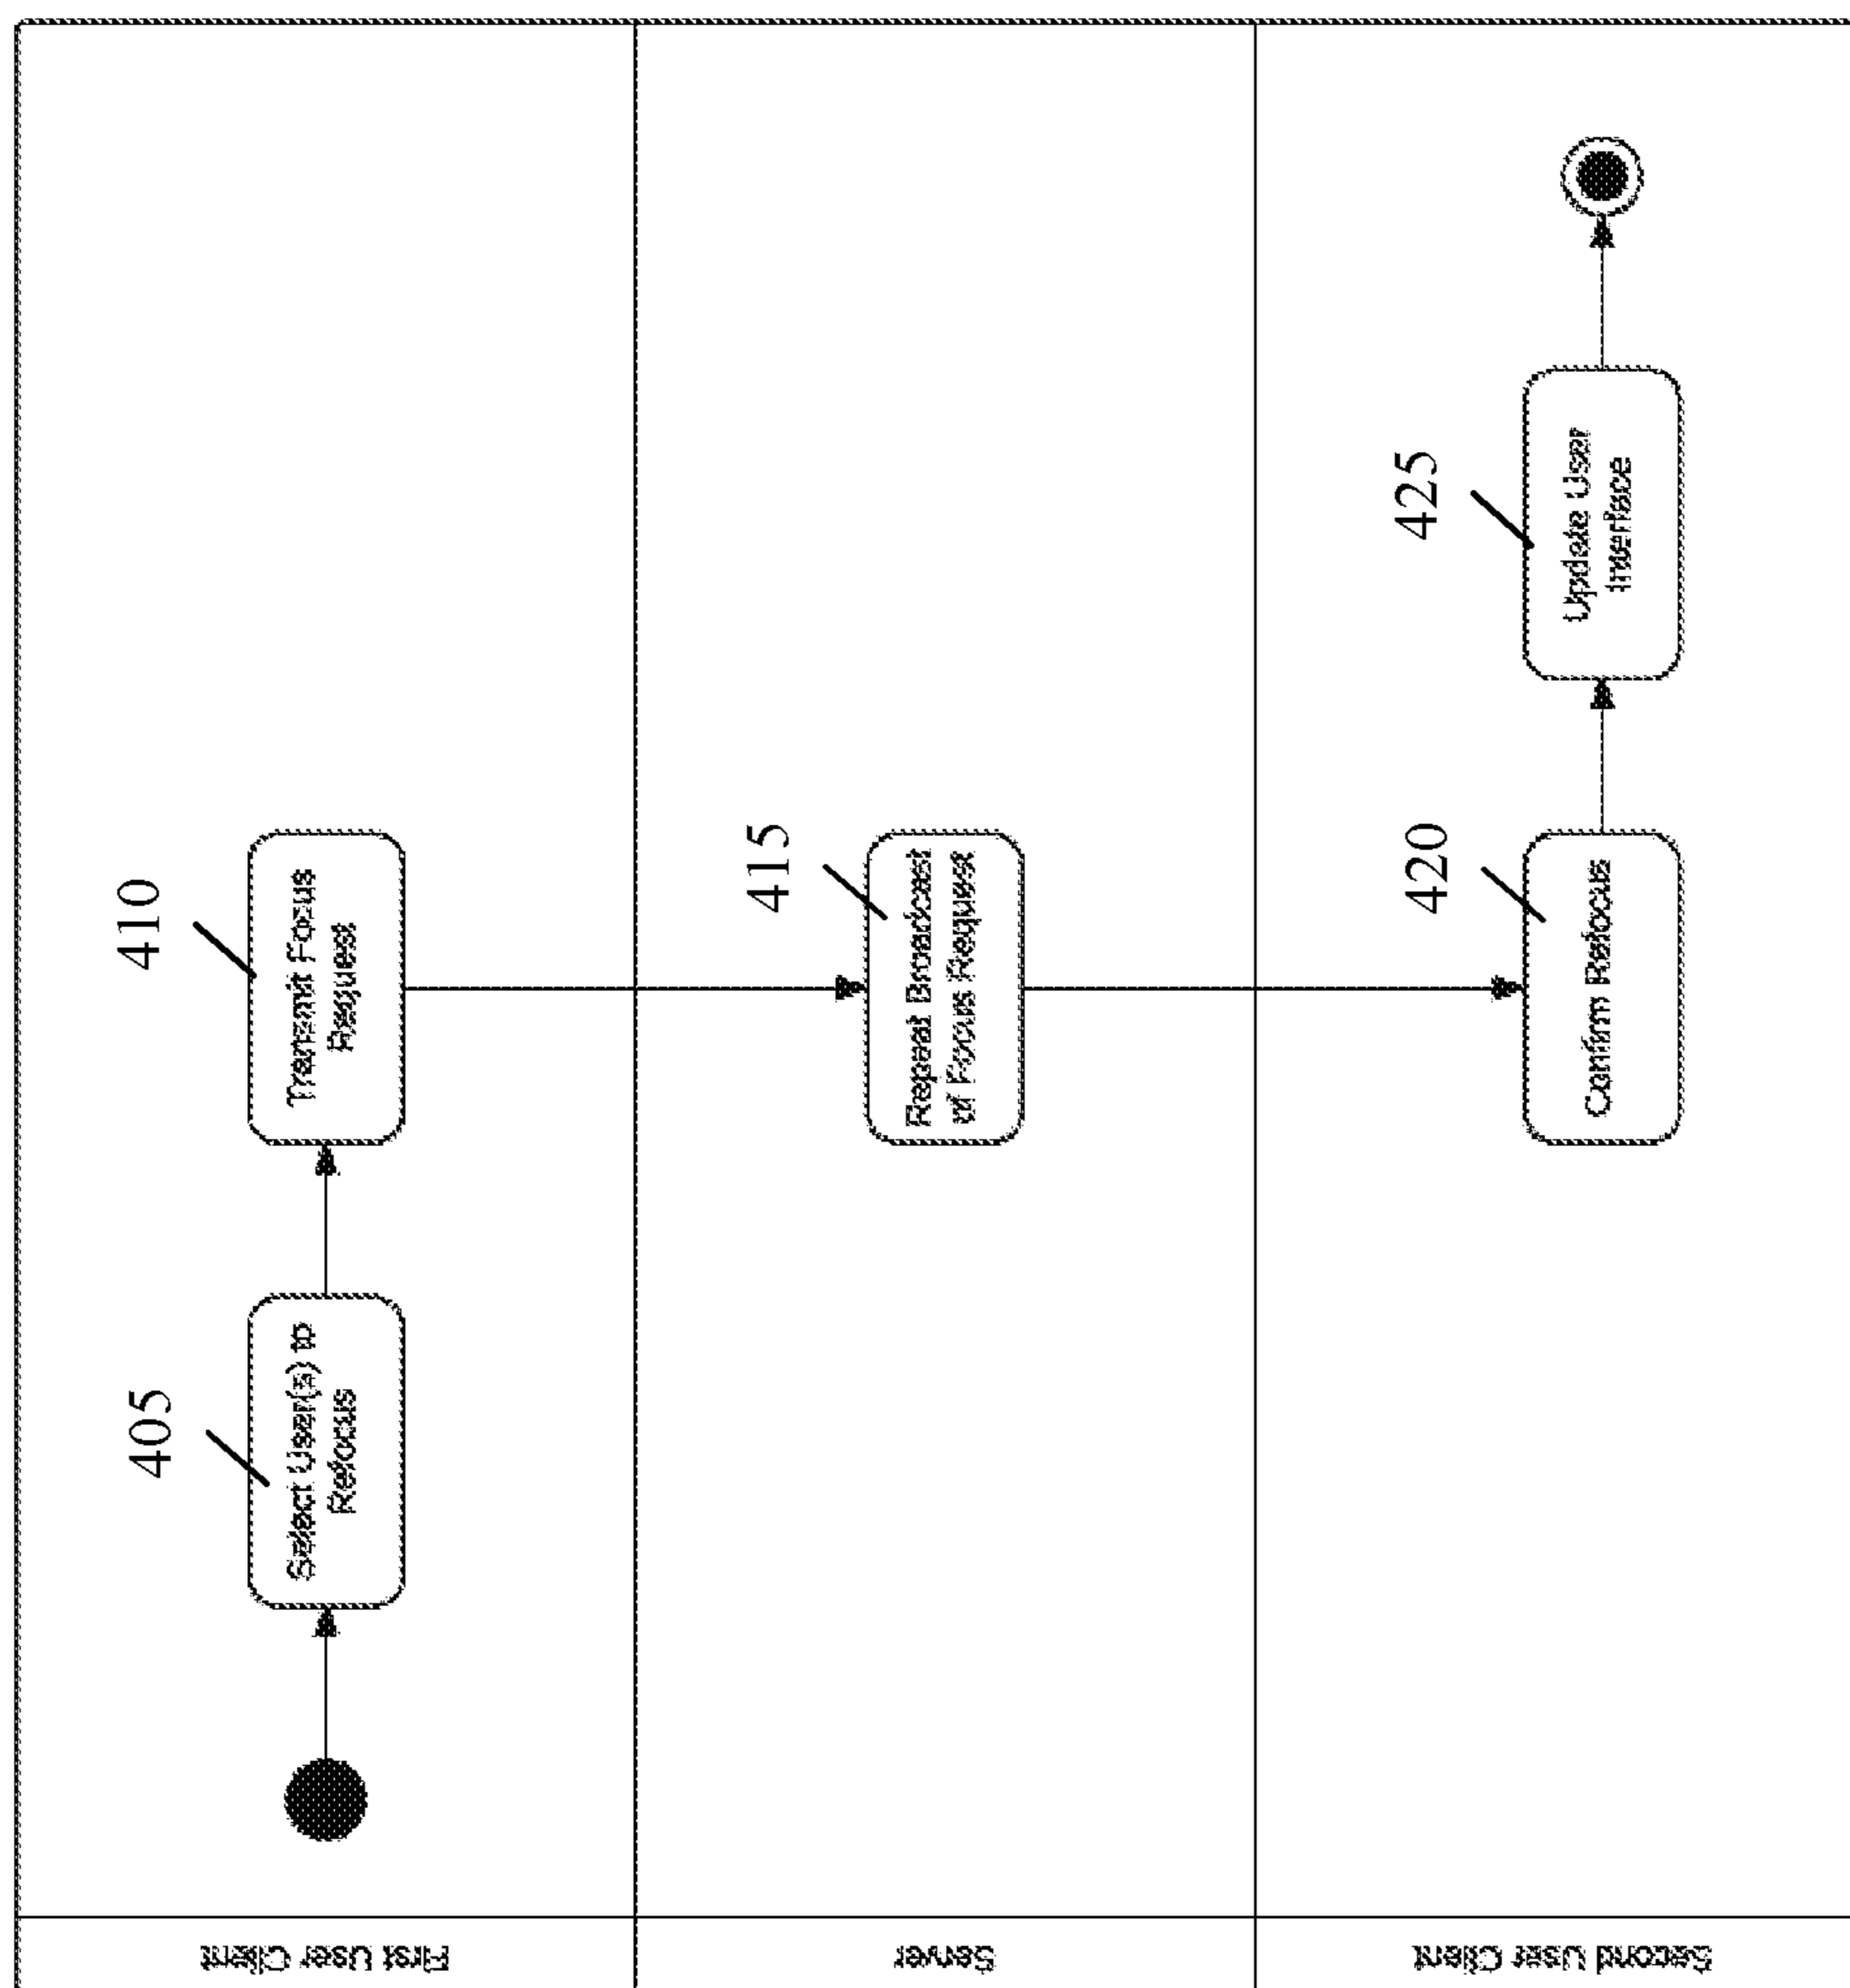 First User Client
405
Select User(s) to
Refocus
410
Transmit Focus
Request
Server
415
Repeat Broadcast
of Focus Request
Second User Client
420
Confirm Refocus
425
Update User
Interface